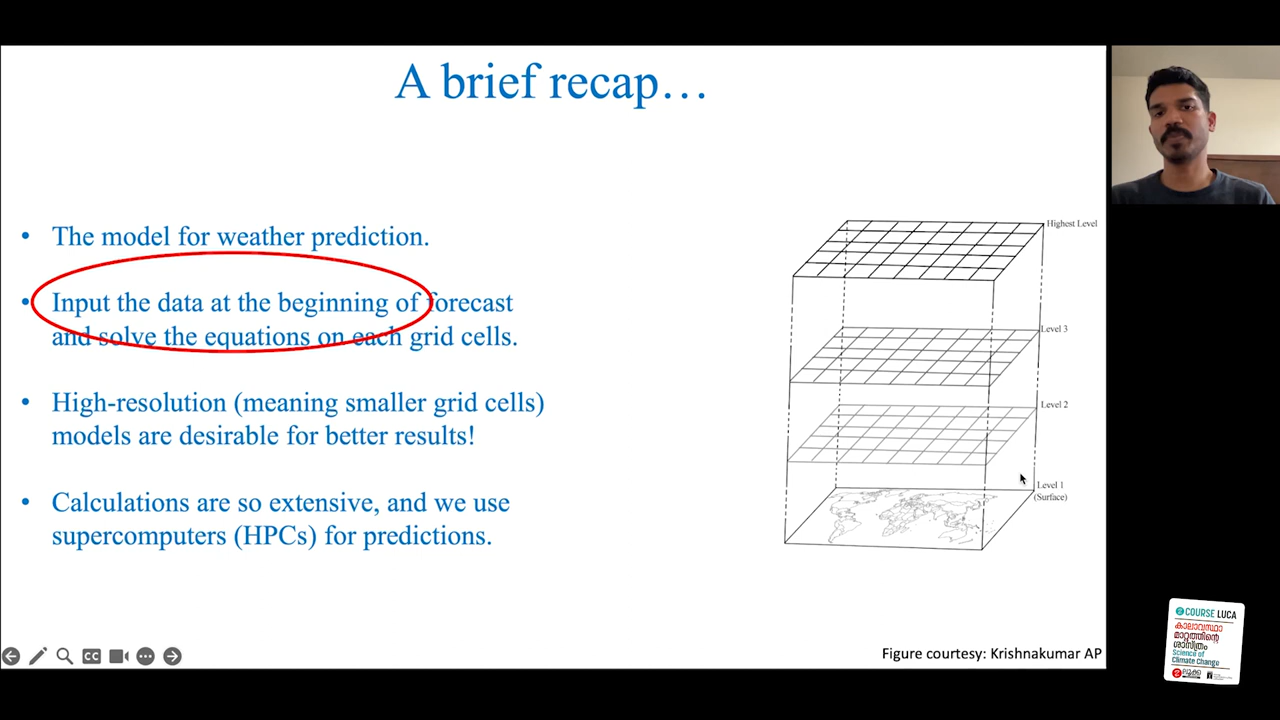 A brief recap…
• The model for weather prediction.
• Input the data at the beginning of forecast
and solve the equations on each grid cells.
• High-resolution (meaning smaller grid cells)
models are desirable for better results!
• Calculations are so extensive, and we use
supercomputers (HPCs) for predictions.
Highest Level
Level 3
Level 2
Level 1
(Surface)
Figure courtesy: Krishnakumar AP
CC
COURSE LUCA
കാലാവസ്ഥാ
മാറ്റത്തിന്റെ
ശാസ്ത്രം
Science of
Climate Change
ലൂക്ക